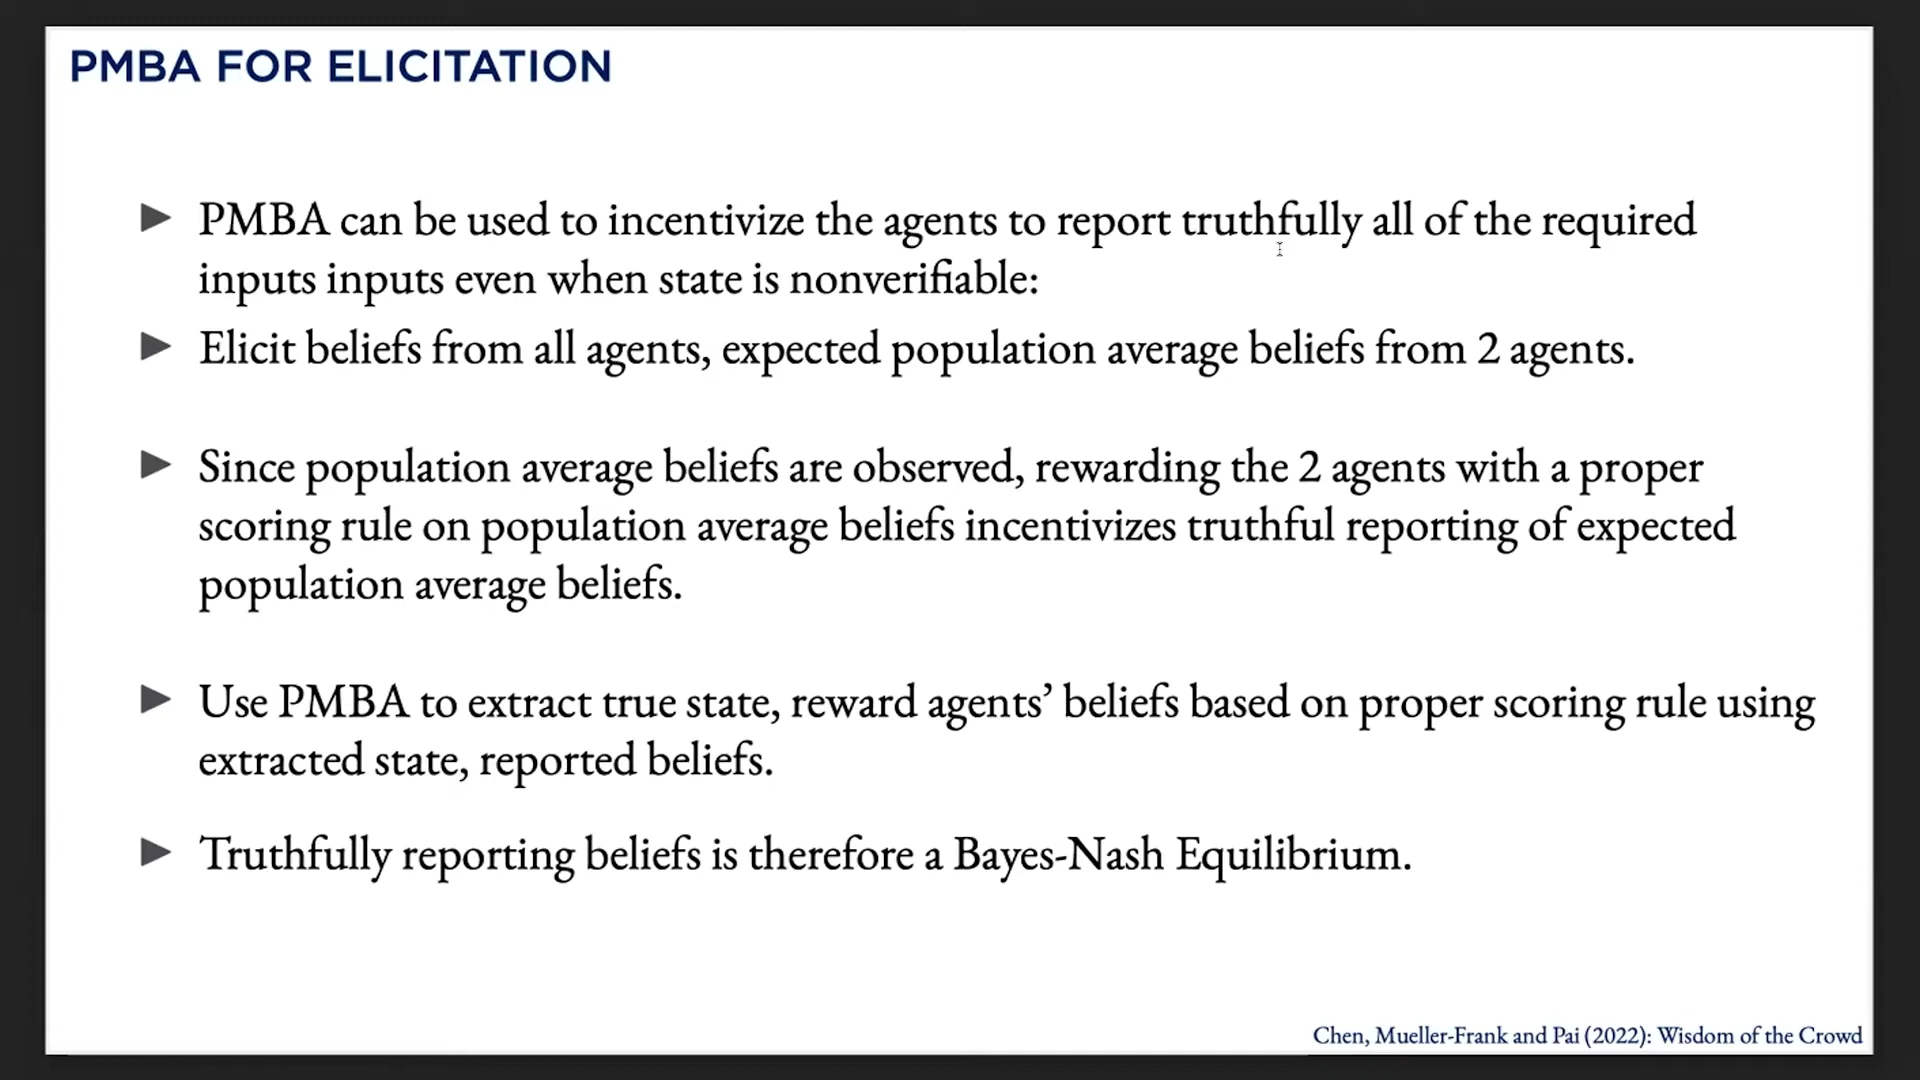 PMBA FOR ELICITATION
PMBA can be used to incentivize the agents to report truthfully all of the required
inputs inputs even when state is nonverifiable:
Elicit beliefs from all agents, expected population average beliefs from 2 agents.
Since population average beliefs are observed, rewarding the 2 agents with a proper
scoring rule on population average beliefs incentivizes truthful reporting of expected
population average beliefs.
Use PMBA to extract true state, reward agents’ beliefs based on proper scoring rule using
extracted state, reported beliefs.
Truthfully reporting beliefs is therefore a Bayes-Nash Equilibrium.
Chen, Mueller-Frank and Pai (2022): Wisdom of the Crowd